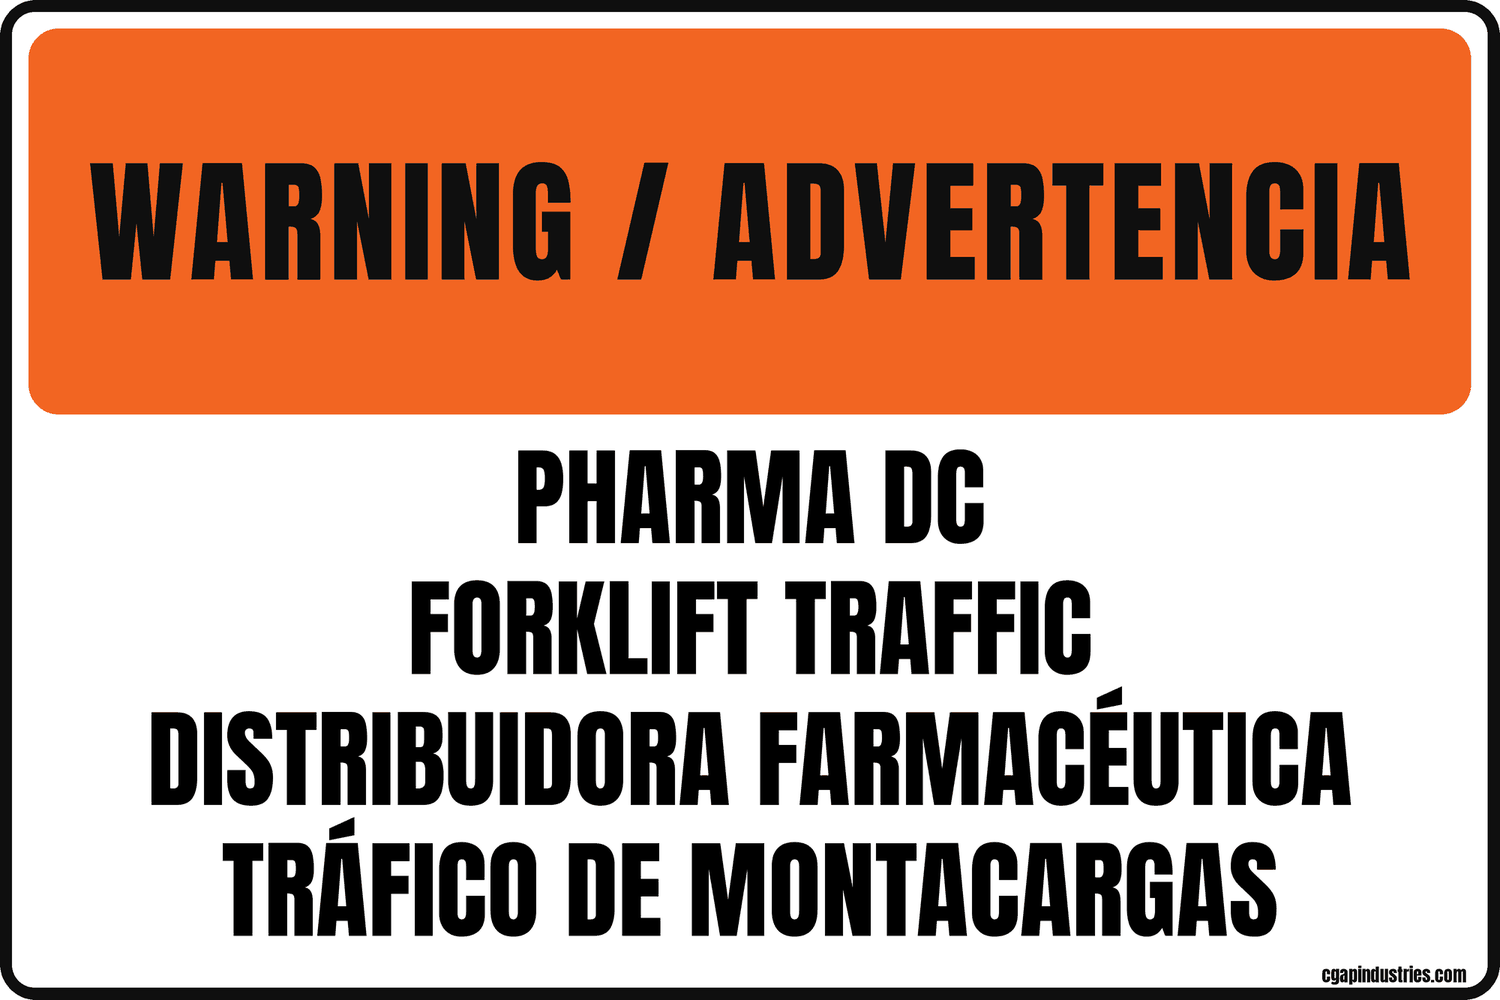 WARNING / ADVERTENCIA
PHARMA DC
FORKLIFT TRAFFIC
DISTRIBUIDORA FARMACÉUTICA
TRÁFICO DE MONTACARGAS
cgapindustries.com